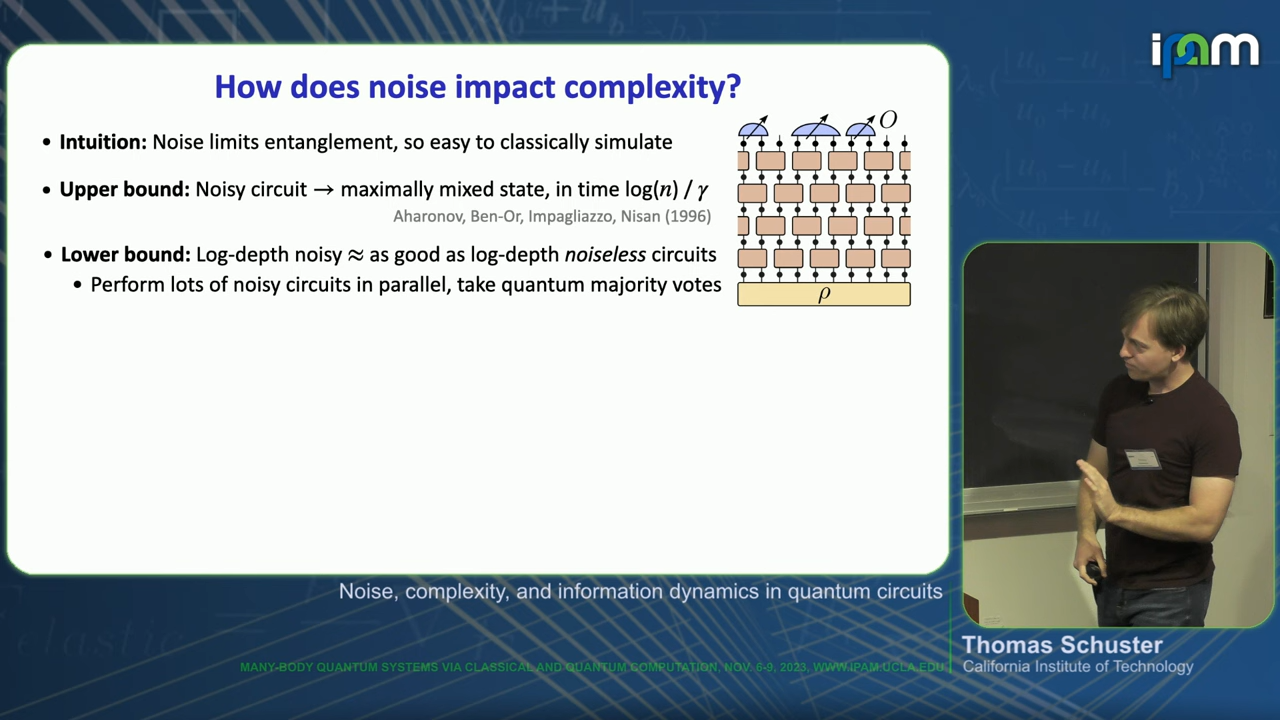 ipam
How does noise impact complexity?
• Intuition: Noise limits entanglement, so easy to classically simulate
• Upper bound: Noisy circuit → maximally mixed state, in time log(n) / γ
Aharonov, Ben-Or, Impagliazzo, Nisan (1996)
• Lower bound: Log-depth noisy ≈ as good as log-depth noiseless circuits
• Perform lots of noisy circuits in parallel, take quantum majority votes
O
ρ
Noise, complexity, and information dynamics in quantum circuits
Thomas Schuster
California Institute of Technology
MANY-BODY QUANTUM SYSTEMS VIA CLASSICAL AND QUANTUM COMPUTATION, NOV. 6-9, 2023, WWW.IPAM.UCLA.EDU
elastic